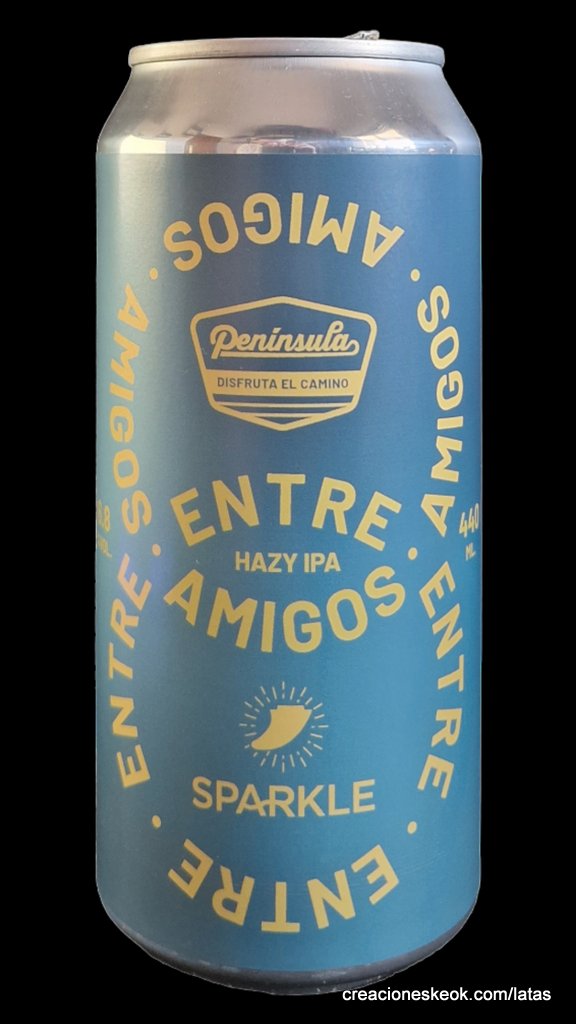 AMIGOS
Península
DISFRUTA EL CAMINO
AMIGOS
AMIGOS
AMIGOS
ENTRE
HAZY IPA
AMIGOS
440
ML.
ENTRE
ENTRE
SPARKLE
ENTRE
creacioneskeok.com/latas